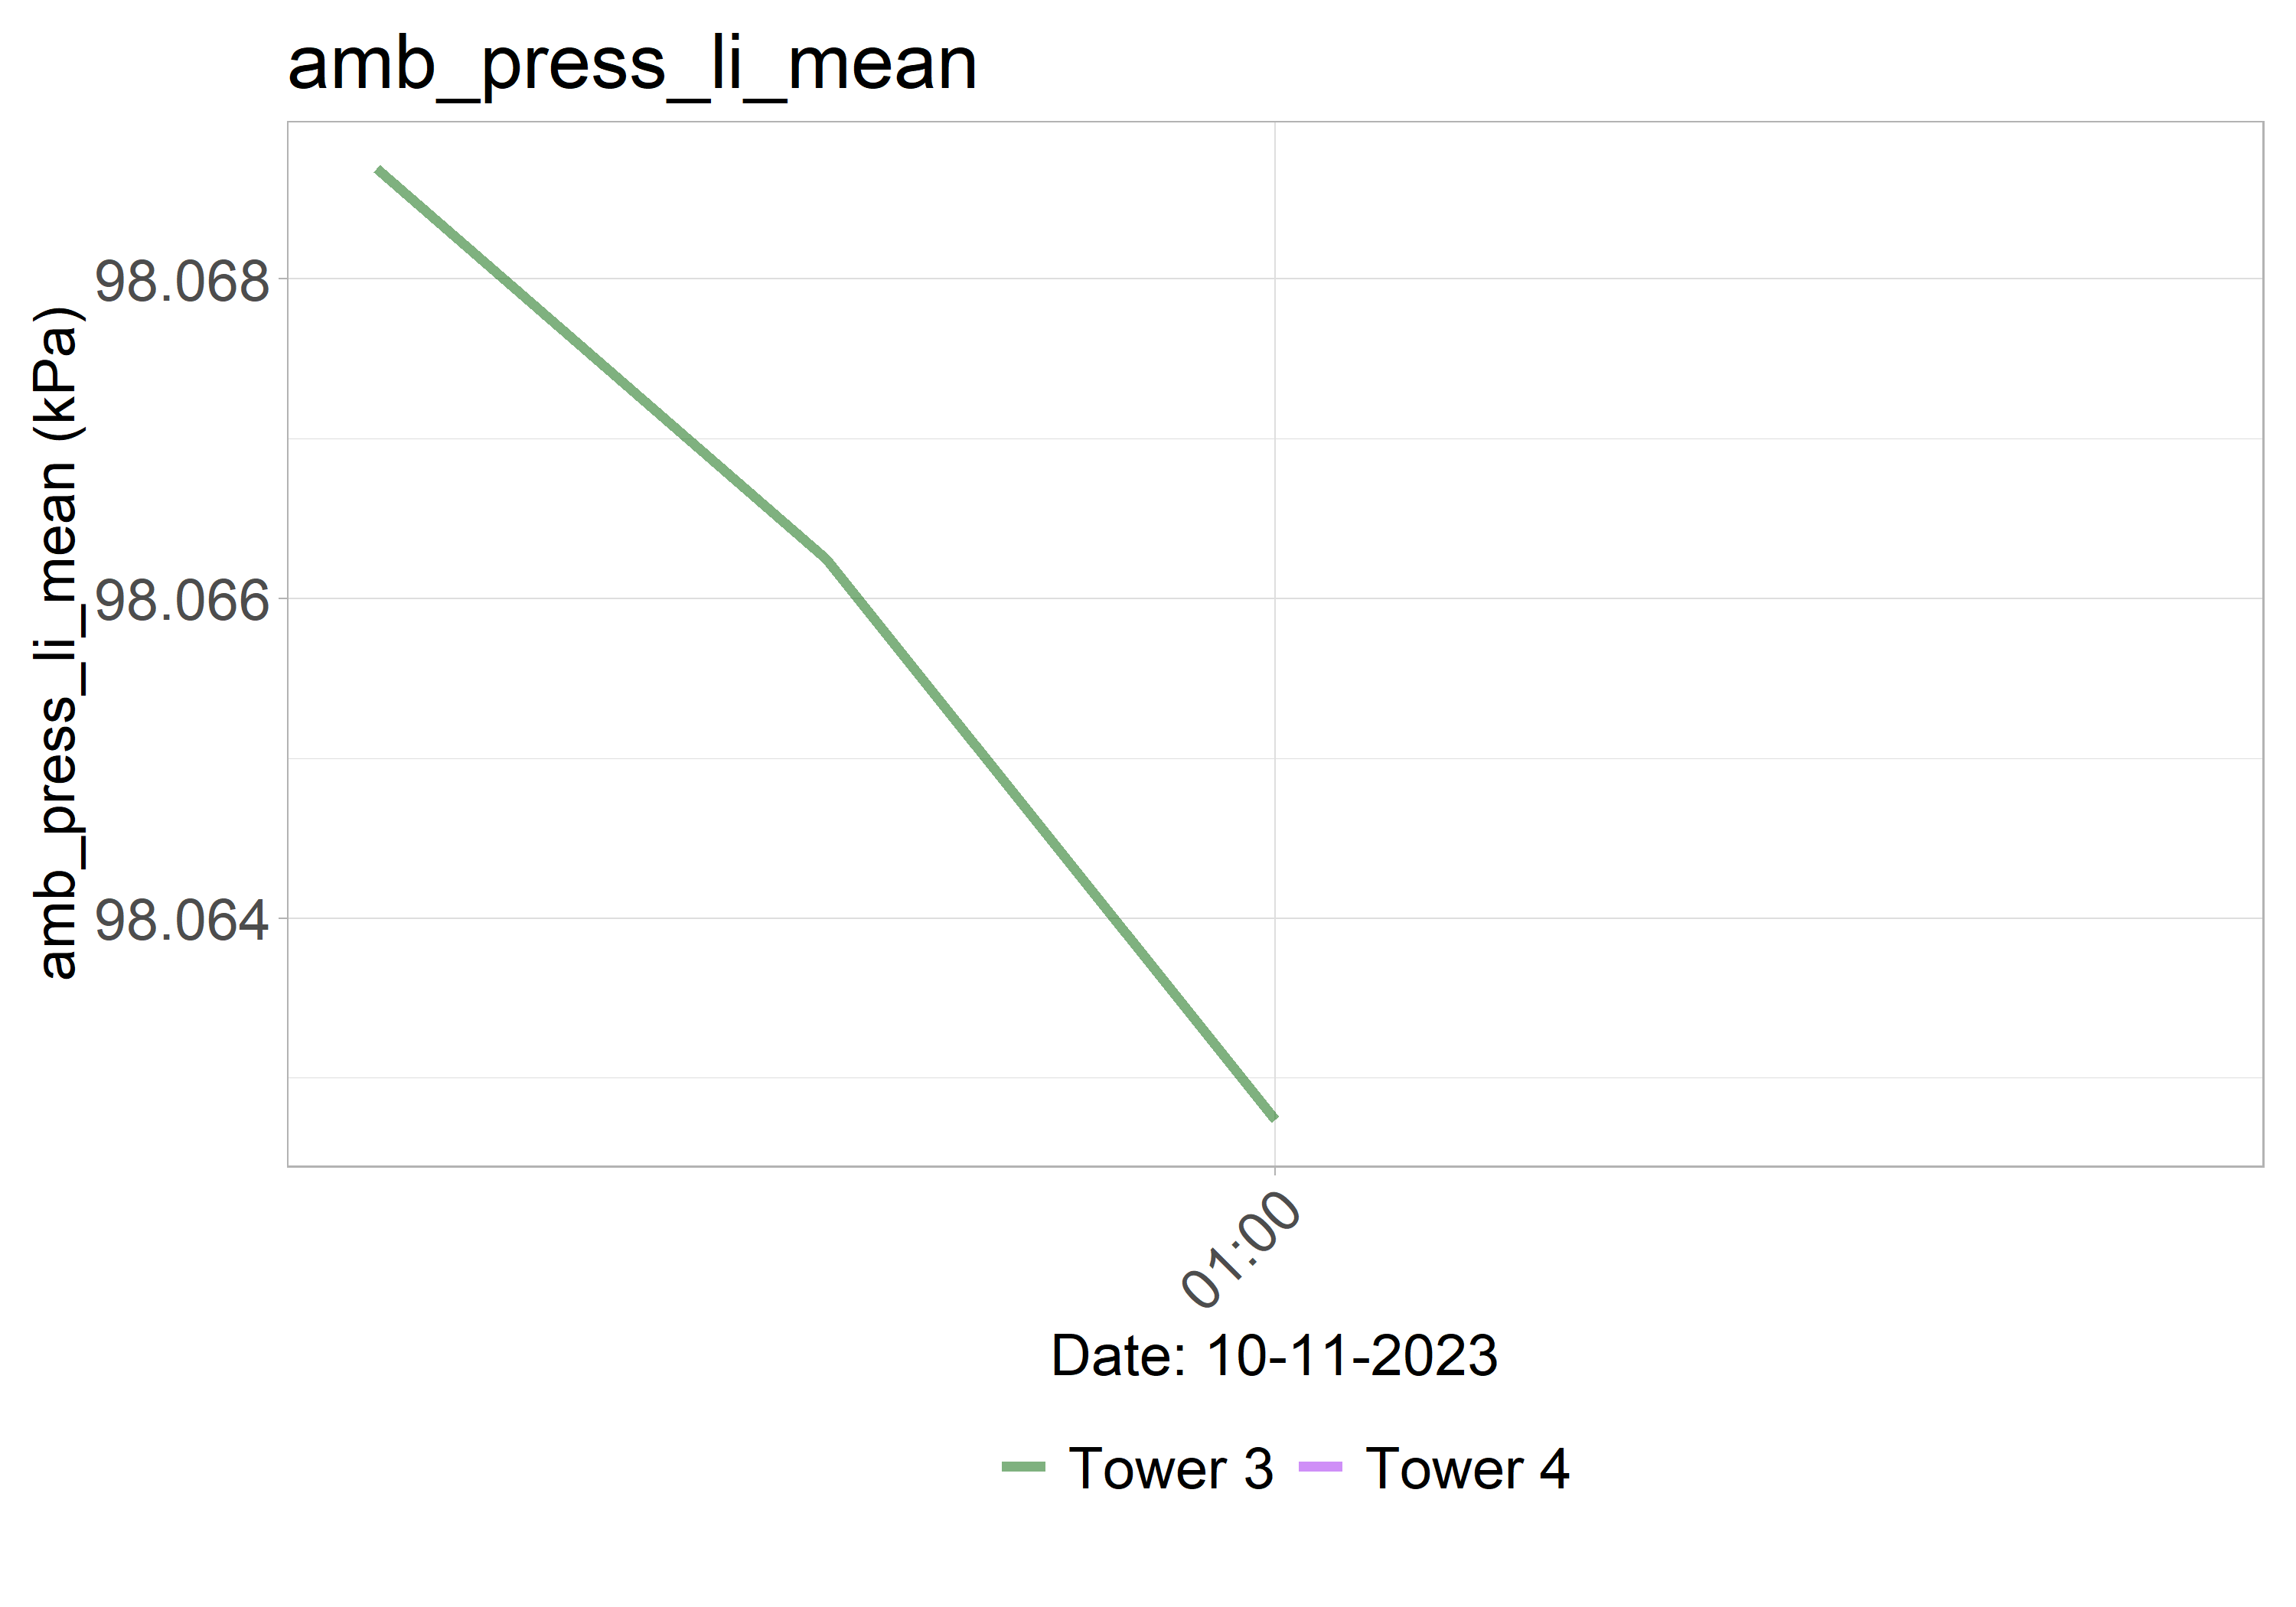 amb_press_li_mean
amb_press_li_mean (kPa)
98.068
98.066
98.064
01:00
Date: 10-11-2023
Tower 3
Tower 4